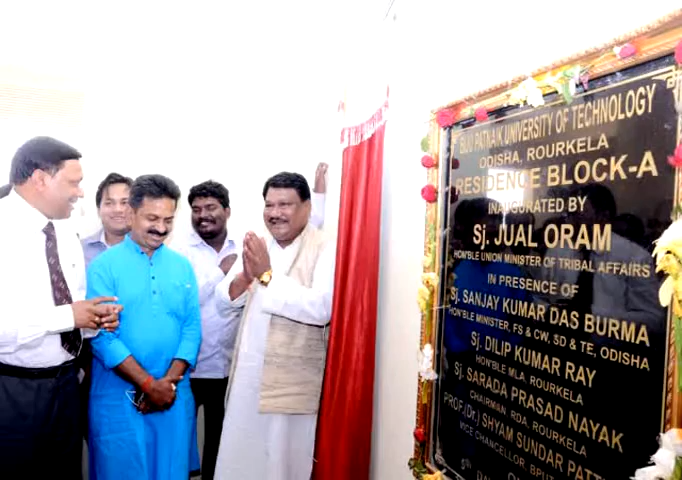 BIJU PATNAIK UNIVERSITY OF TECHNOLOGY
ODISHA, ROURKELA
RESIDENCE BLOCK-A
INAUGURATED BY
Sj. JUAL ORAM
HON'BLE UNION MINISTER OF TRIBAL AFFAIRS
IN PRESENCE OF
Sj. SANJAY KUMAR DAS BURMA
HON'BLE MINISTER, FS & CW, SD & TE, ODISHA
Sj. DILIP KUMAR RAY
HON'BLE MLA, ROURKELA
Sj. SARADA PRASAD NAYAK
CHAIRMAN, RDA, ROURKELA
PROF.(Dr.) SHYAM SUNDAR
VICE CHANCELLOR, BPUT